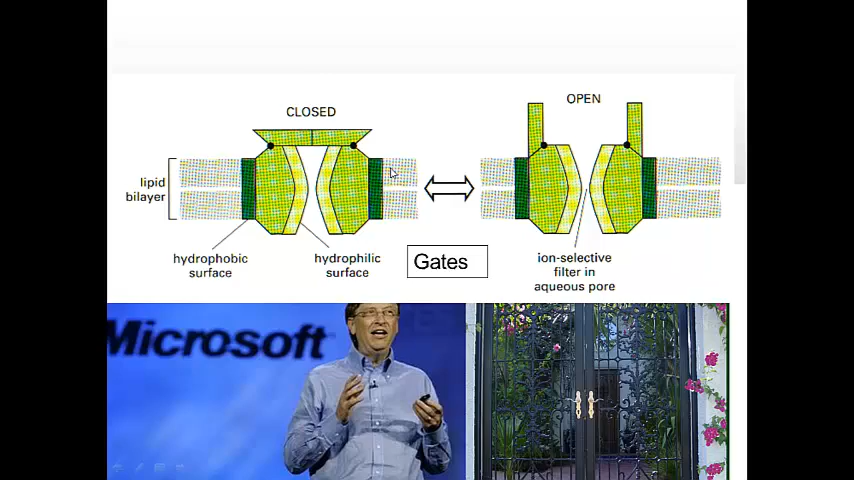 CLOSED
OPEN
lipid
bilayer
hydrophobic
surface
hydrophilic
surface
Gates
ion-selective
filter in
aqueous pore
Microsoft